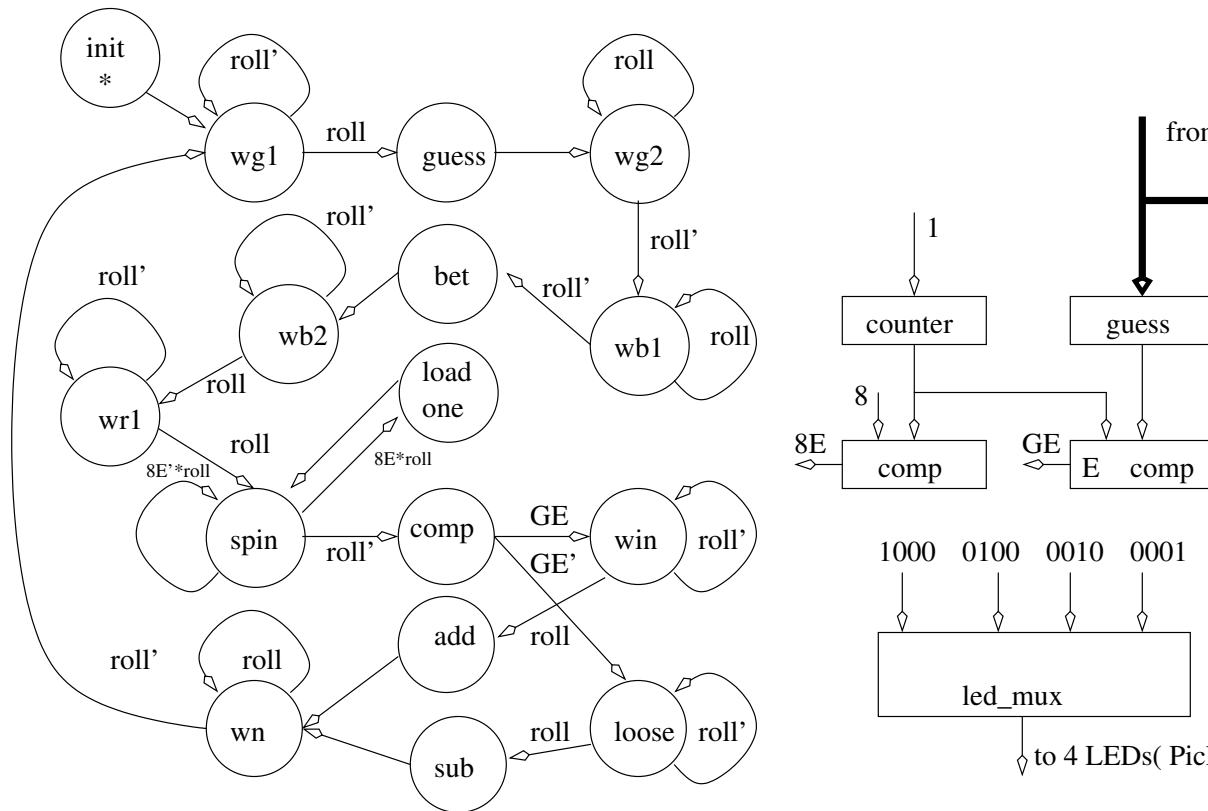 init
*
roll'
roll
wg1
roll
guess
wg2
roll'
roll'
bet
roll'
roll'
wb2
wb1
roll
roll
load
one
wr1
roll
8E'*roll
8E*roll
spin
roll'
comp
GE
GE'
win
roll'
add
roll
roll'
roll
wn
sub
roll
loose
roll'
1
counter
guess
8
8E
comp
GE
E comp
1000 0100 0010 0001
led_mux
to 4 LEDs(